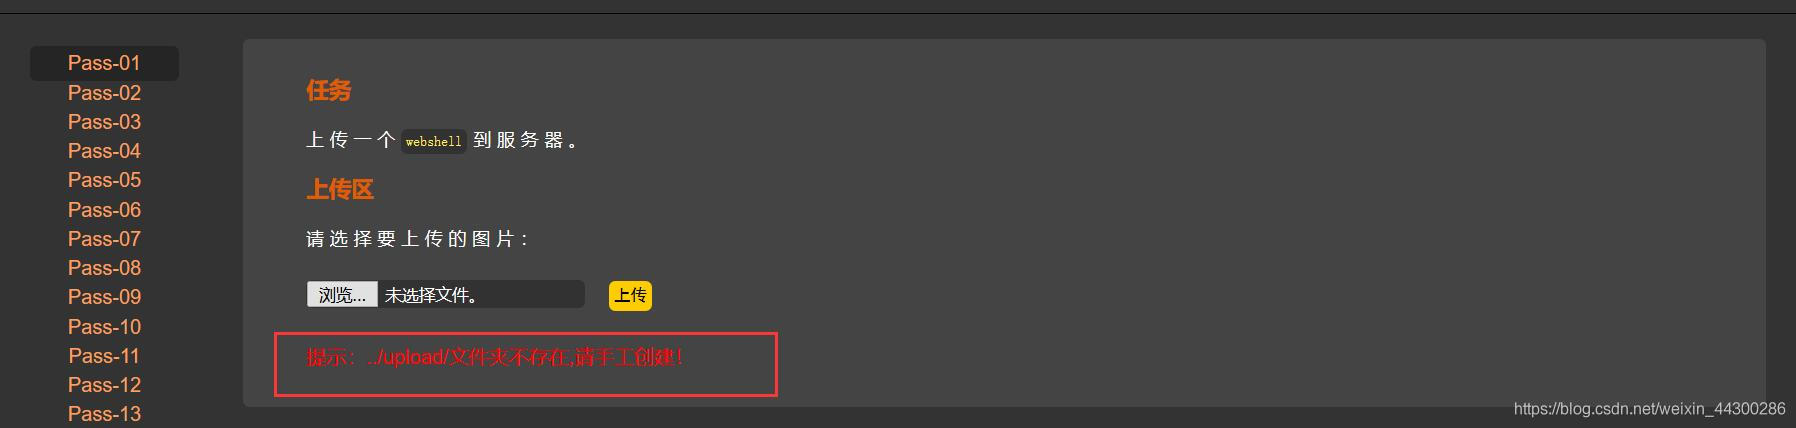 Pass-01
Pass-02
Pass-03
Pass-04
Pass-05
Pass-06
Pass-07
Pass-08
Pass-09
Pass-10
Pass-11
Pass-12
Pass-13
任务
上传一个 webshell 到服务器。
上传区
请选择要上传的图片：
浏览... 未选择文件。 上传
提示：../upload/文件夹不存在,请手工创建！
https://blog.csdn.net/weixin_44300286